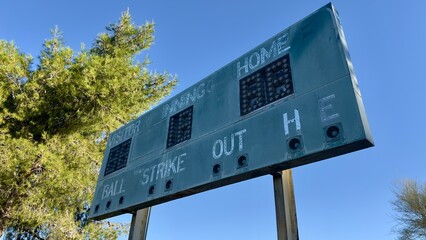 VISITOR INNING HOME
BALL STRIKE OUT H E